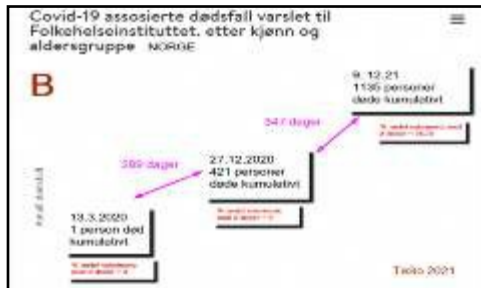 Covid-19 assosierte dødsfall varslet til
Folkehelseinstituttet. etter kjønn og
aldersgruppe NORGE
B
9. 12.21
1135 personer
døde kumulativt
347 dager
27.12.2020
421 personer
døde kumulativt
289 dager
13.3.2020
1 person død
kumulativt
2021